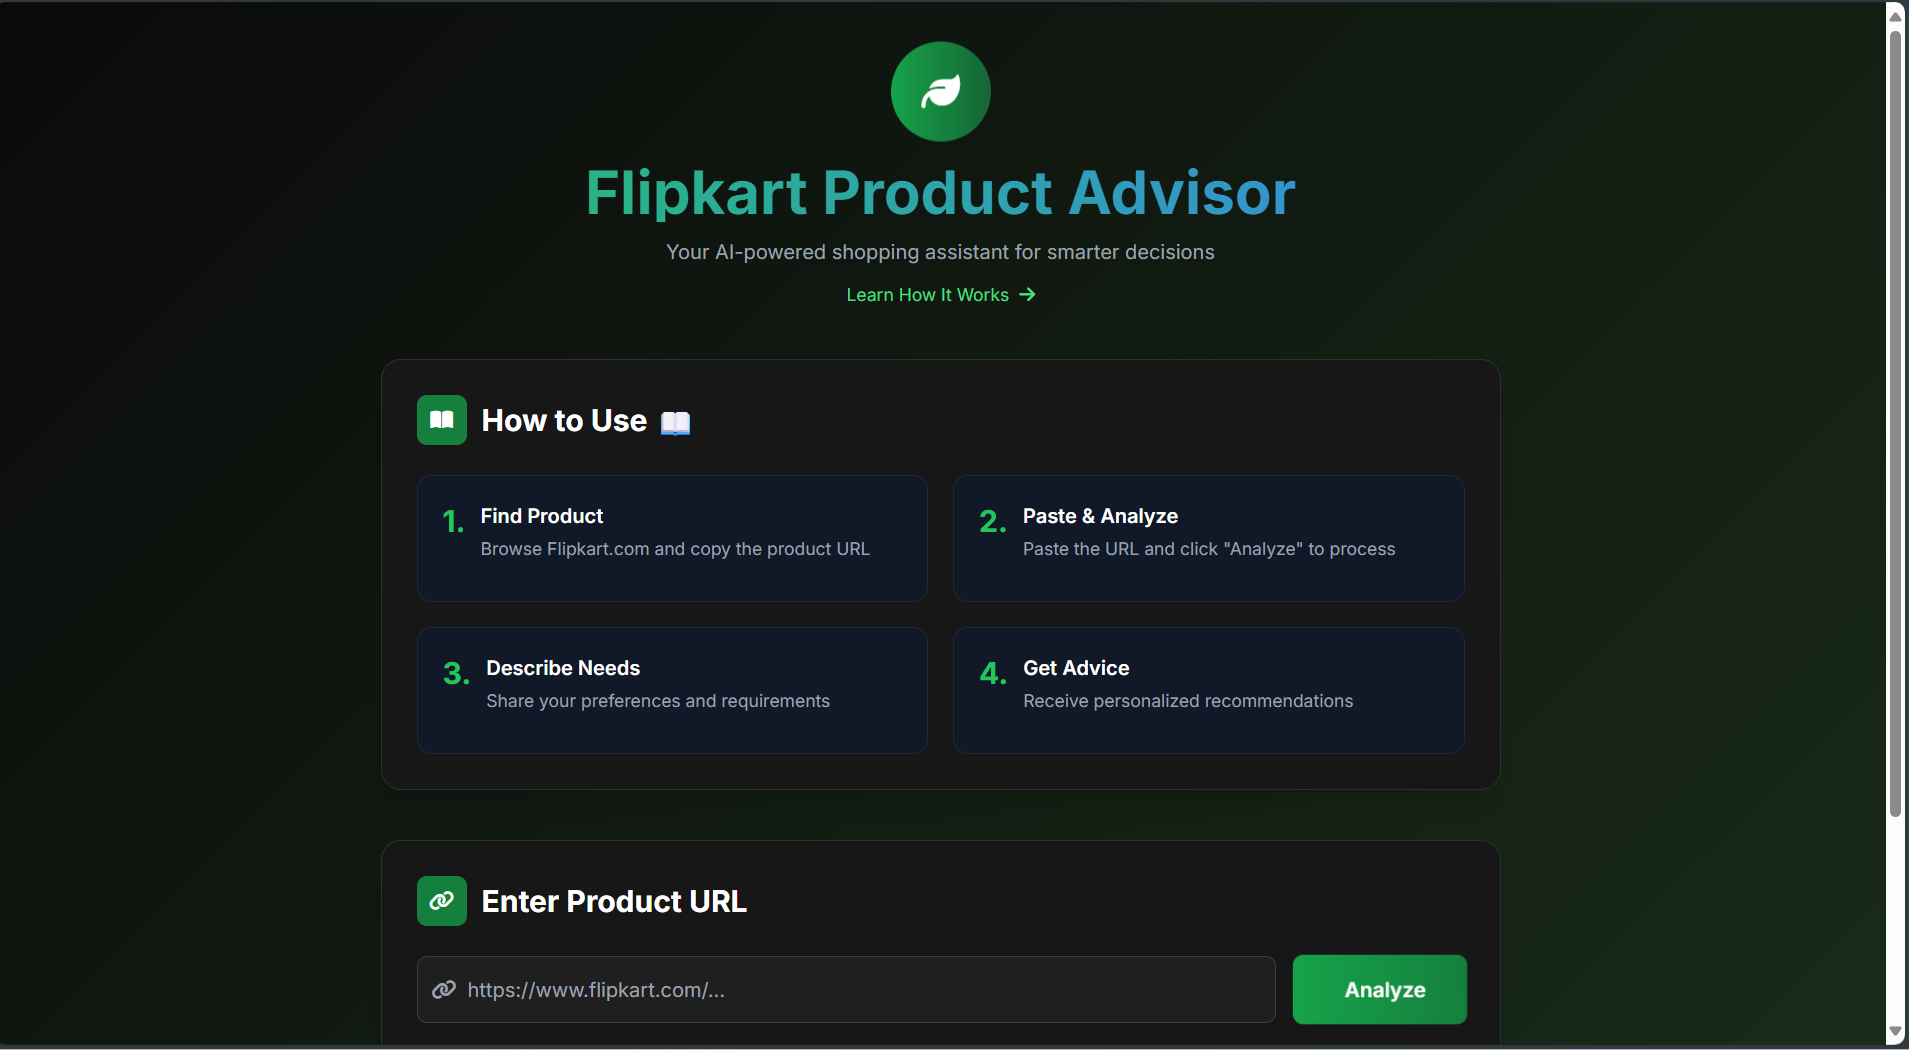 Flipkart Product Advisor
Your AI-powered shopping assistant for smarter decisions
Learn How It Works →
How to Use 📖
1. Find Product
Browse Flipkart.com and copy the product URL
2. Paste & Analyze
Paste the URL and click "Analyze" to process
3. Describe Needs
Share your preferences and requirements
4. Get Advice
Receive personalized recommendations
Enter Product URL
https://www.flipkart.com/...
Analyze